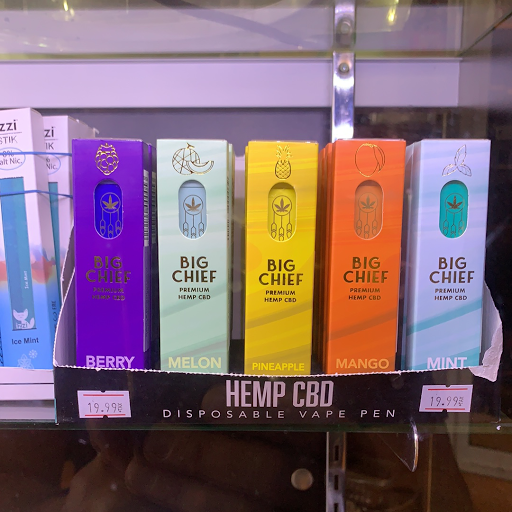 zzi
STIK
Salt Nic
Ice Mint
BIG
CHIEF
PREMIUM
HEMP CBD
BERRY
BIG
CHIEF
PREMIUM
HEMP CBD
MELON
BIG
CHIEF
PREMIUM
HEMP CBD
PINEAPPLE
BIG
CHIEF
PREMIUM
HEMP CBD
MANGO
BIG
CHIEF
PREMIUM
HEMP CBD
MINT
HEMP CBD
DISPOSABLE VAPE PEN
19.99
19.99